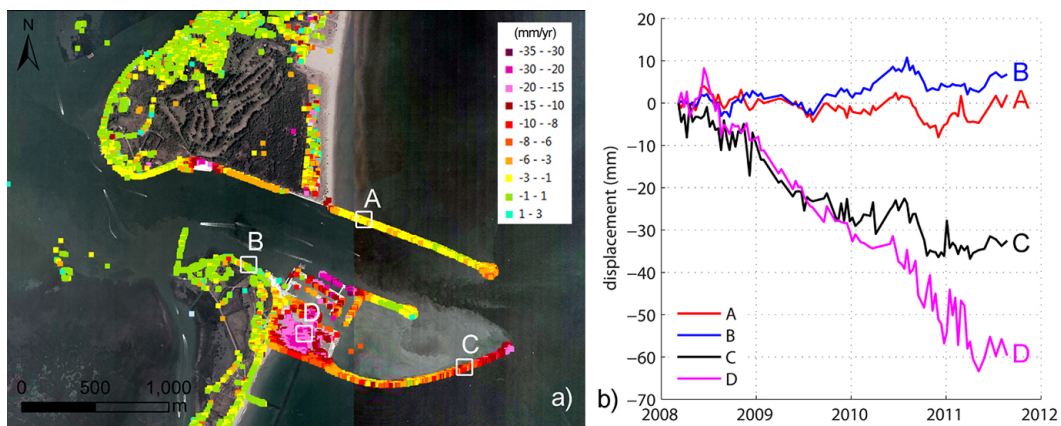 N
(mm/yr)
-35 - -30
-30 - -20
-20 - -15
-15 - -10
-10 - -8
-8 - -6
-6 - -3
-3 - -1
-1 - 1
1 - 3
A
B
D
C
0 500 1,000
m
a)
b)
displacement (mm)
20
10
0
−10
−20
−30
−40
−50
−60
−70
2008 2009 2010 2011 2012
B
A
C
D
A
B
C
D